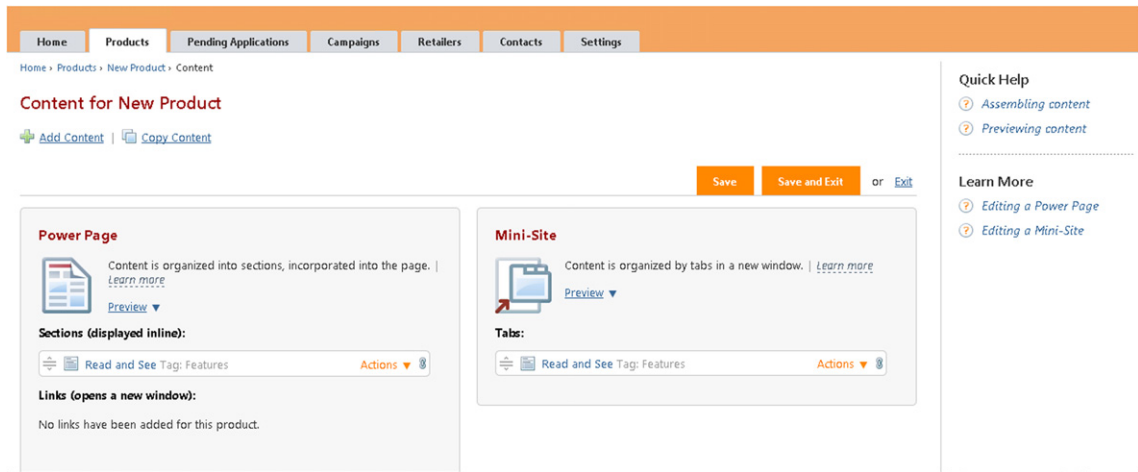 Home Products Pending Applications Campaigns Retailers Contacts Settings
Home › Products › New Product › Content
Content for New Product
Add Content | Copy Content
Save Save and Exit or Exit
Power Page
Content is organized into sections, incorporated into the page. |
Learn more
Preview ▼
Sections (displayed inline):
Read and See Tag: Features Actions ▼
Links (opens a new window):
No links have been added for this product.
Mini-Site
Content is organized by tabs in a new window. | Learn more
Preview ▼
Tabs:
Read and See Tag: Features Actions ▼
Quick Help
? Assembling content
? Previewing content
Learn More
? Editing a Power Page
? Editing a Mini-Site